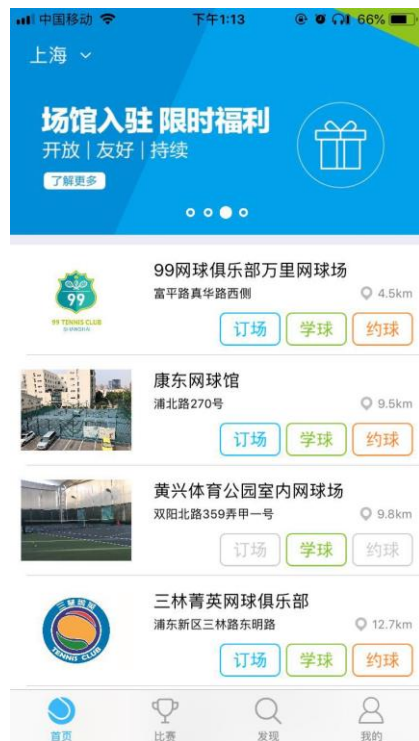 中国移动 下午1:13 66%
上海
场馆入驻 限时福利
开放 | 友好 | 持续
了解更多
99网球俱乐部万里网球场
富平路真华路西侧 4.5km
99
99 TENNIS CLUB
SHANGHAI
订场 学球 约球
康东网球馆
浦北路270号 9.5km
订场 学球 约球
黄兴体育公园室内网球场
双阳北路359弄甲一号 9.8km
订场 学球 约球
三林菁英网球俱乐部
浦东新区三林路东明路 12.7km
TENNIS CLUB
订场 学球 约球
首页 比赛 发现 我的